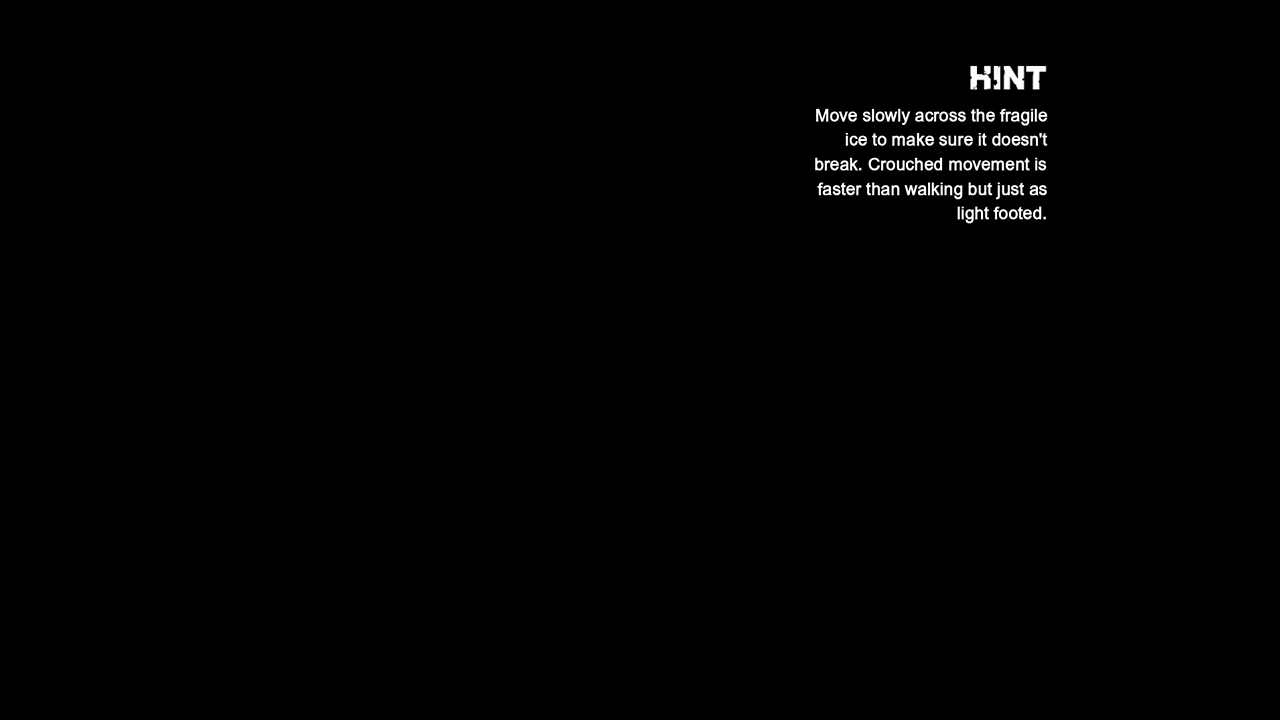 HINT
Move slowly across the fragile
ice to make sure it doesn't
break. Crouched movement is
faster than walking but just as
light footed.